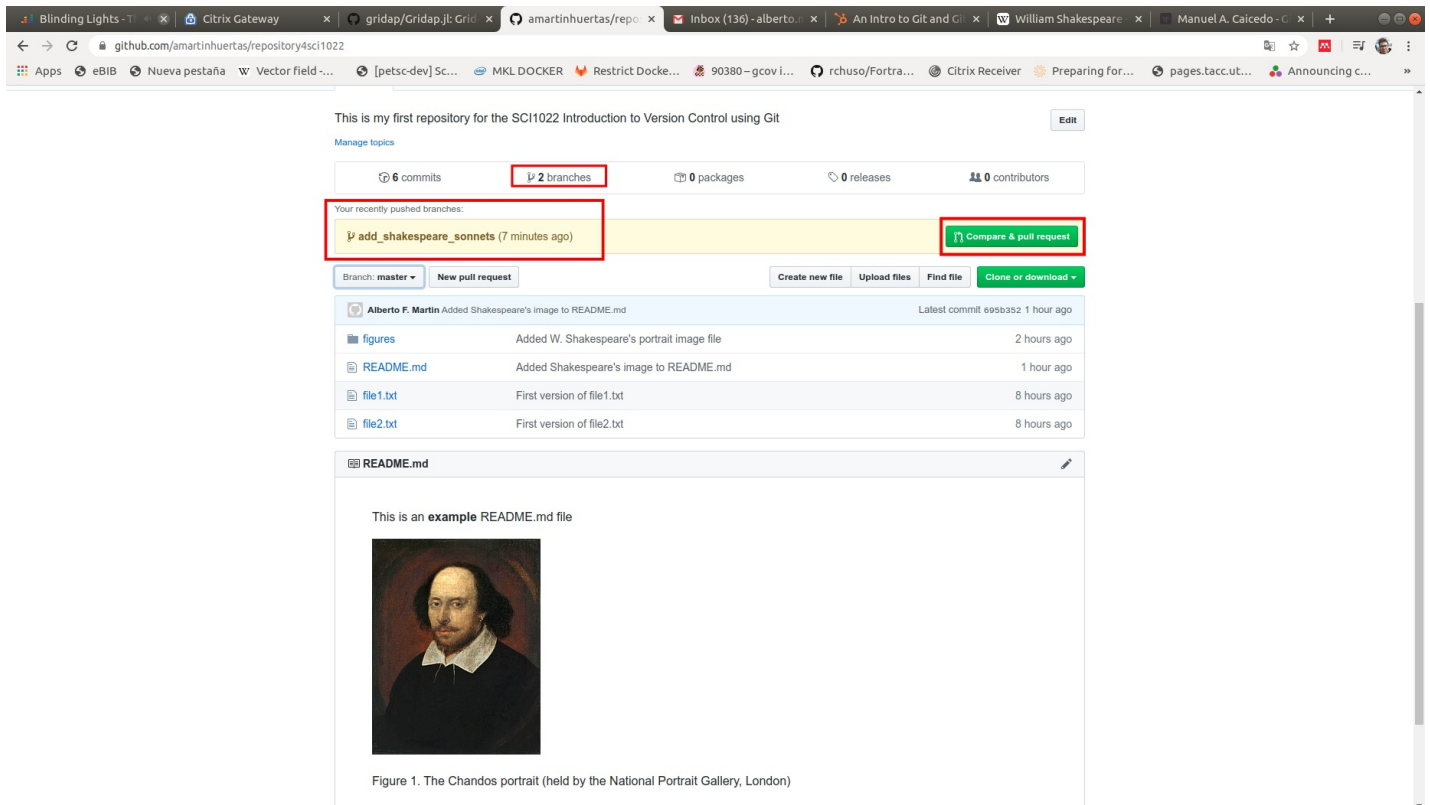 Blinding Lights - Th
Citrix Gateway
gridap/Gridap.jl: Grid
amartinhuertas/repo
Inbox (136) - alberto.
An Intro to Git and Gi
William Shakespeare -
Manuel A. Caicedo - G
github.com/amartinhuertas/repository4sci1022
Apps
eBIB
Nueva pestaña
Vector field -...
[petsc-dev] Sc...
MKL DOCKER
Restrict Docke...
90380 – gcov i...
rchuso/Fortra...
Citrix Receiver
Preparing for...
pages.tacc.ut...
Announcing c...
»
This is my first repository for the SCI1022 Introduction to Version Control using Git
Edit
Manage topics
6 commits
2 branches
0 packages
0 releases
0 contributors
Your recently pushed branches:
add_shakespeare_sonnets (7 minutes ago)
Compare & pull request
Branch: master
New pull request
Create new file
Upload files
Find file
Clone or download
Alberto F. Martin Added Shakespeare's image to README.md
Latest commit 695b352 1 hour ago
figures
Added W. Shakespeare's portrait image file
2 hours ago
README.md
Added Shakespeare's image to README.md
1 hour ago
file1.txt
First version of file1.txt
8 hours ago
file2.txt
First version of file2.txt
8 hours ago
README.md
This is an example README.md file
Figure 1. The Chandos portrait (held by the National Portrait Gallery, London)